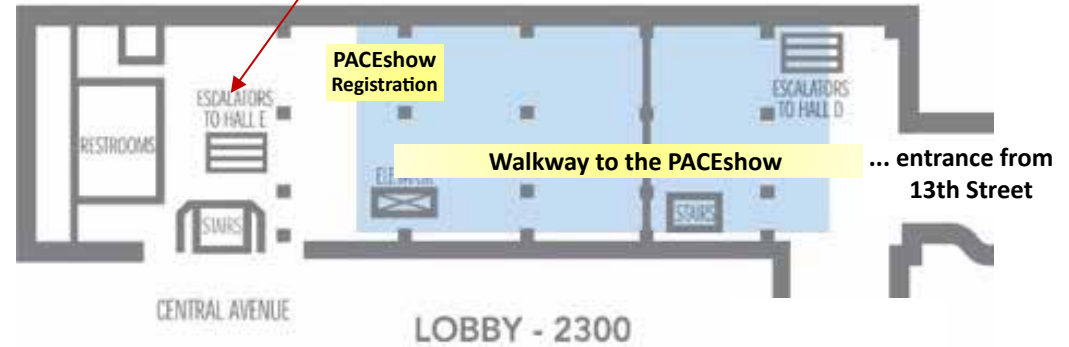 PACEshow
Registration
ESCALATORS
TO HALL E
ESCALATORS
TO HALL D
RESTROOMS
Walkway to the PACEshow
... entrance from
13th Street
ELEVATOR
STAIRS
STAIRS
CENTRAL AVENUE
LOBBY - 2300